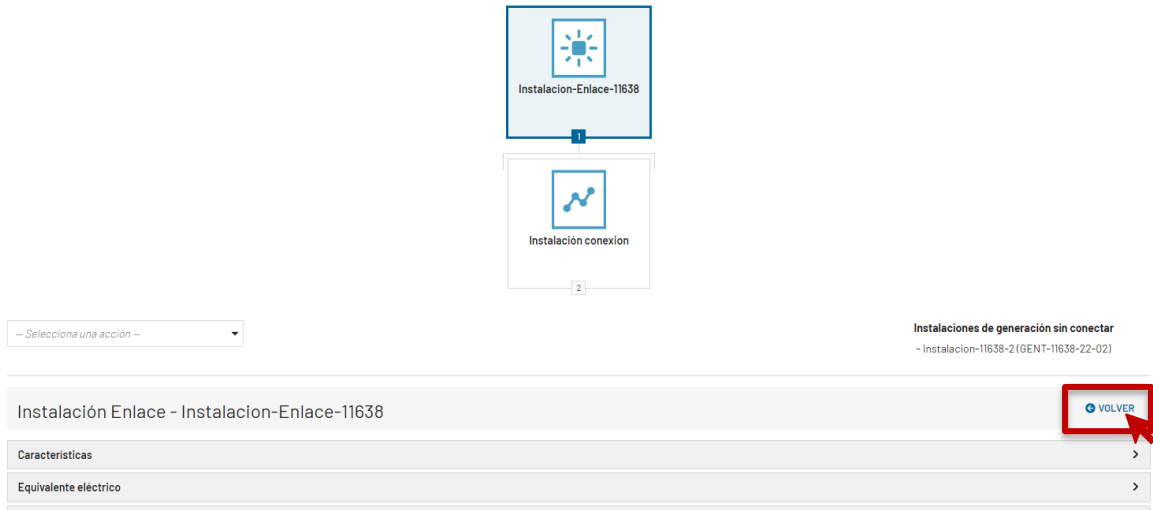 Instalacion-Enlace-11638
1
Instalación conexion
2
— Selecciona una acción —
Instalaciones de generación sin conectar
- Instalacion-11638-2 (GENT-11638-22-02)
Instalación Enlace - Instalacion-Enlace-11638
VOLVER
Características
Equivalente eléctrico